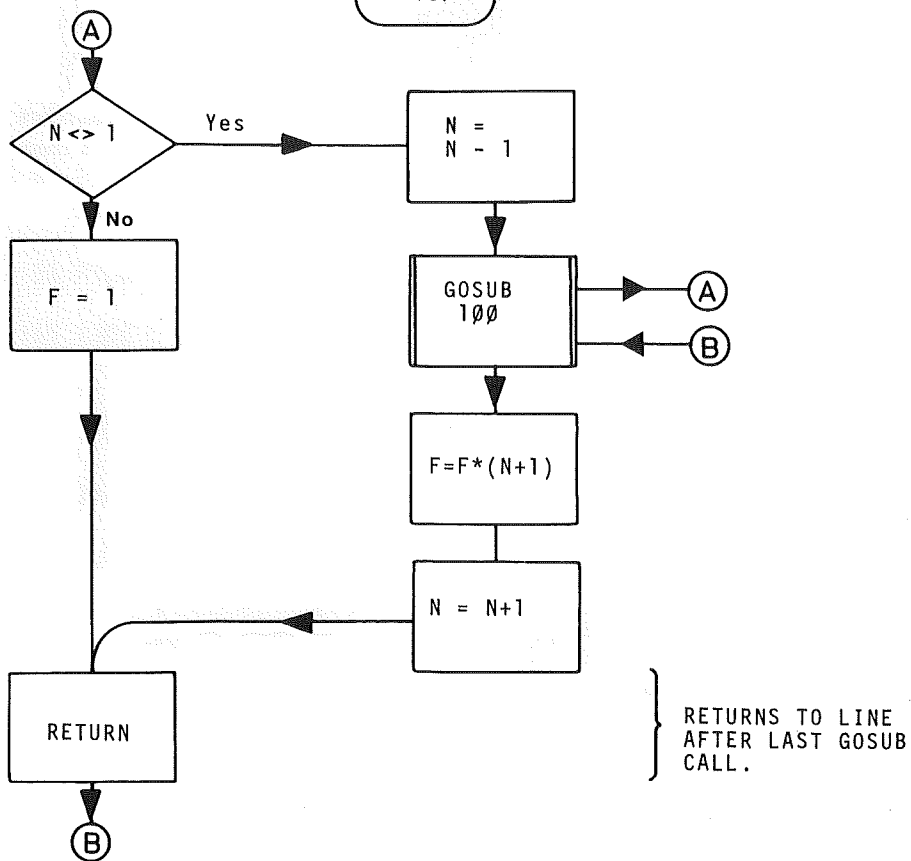 A
N <> 1
Yes
N =
N - 1
No
F = 1
GOSUB
1øø
A
B
F=F*(N+1)
N = N+1
RETURN
RETURNS TO LINE
AFTER LAST GOSUB
CALL.
B